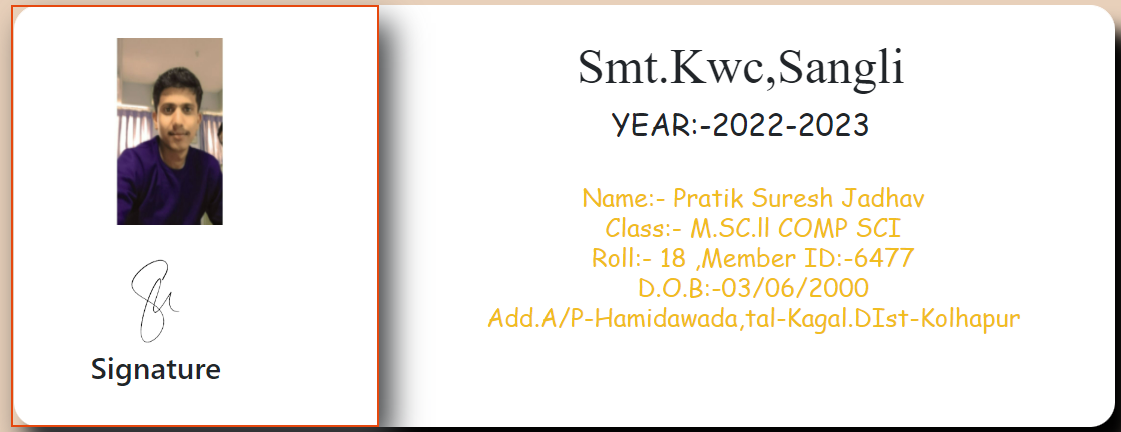 Smt.Kwc,Sangli
YEAR:-2022-2023
Name:- Pratik Suresh Jadhav
Class:- M.SC.ll COMP SCI
Roll:- 18 ,Member ID:-6477
D.O.B:-03/06/2000
Add.A/P-Hamidawada,tal-Kagal.DIst-Kolhapur
Signature